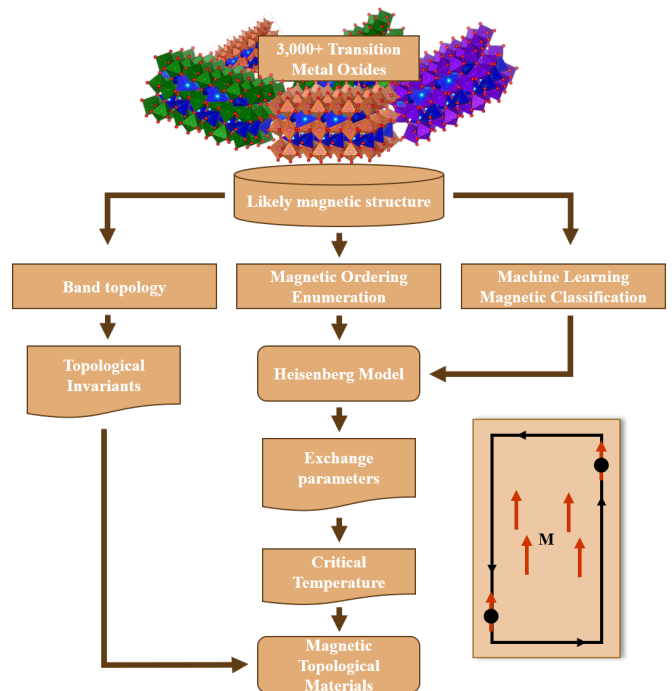 3,000+ Transition
Metal Oxides
Likely magnetic structure
Band topology
Magnetic Ordering
Enumeration
Machine Learning
Magnetic Classification
Topological
Invariants
Heisenberg Model
Exchange
parameters
M
Critical
Temperature
Magnetic
Topological
Materials